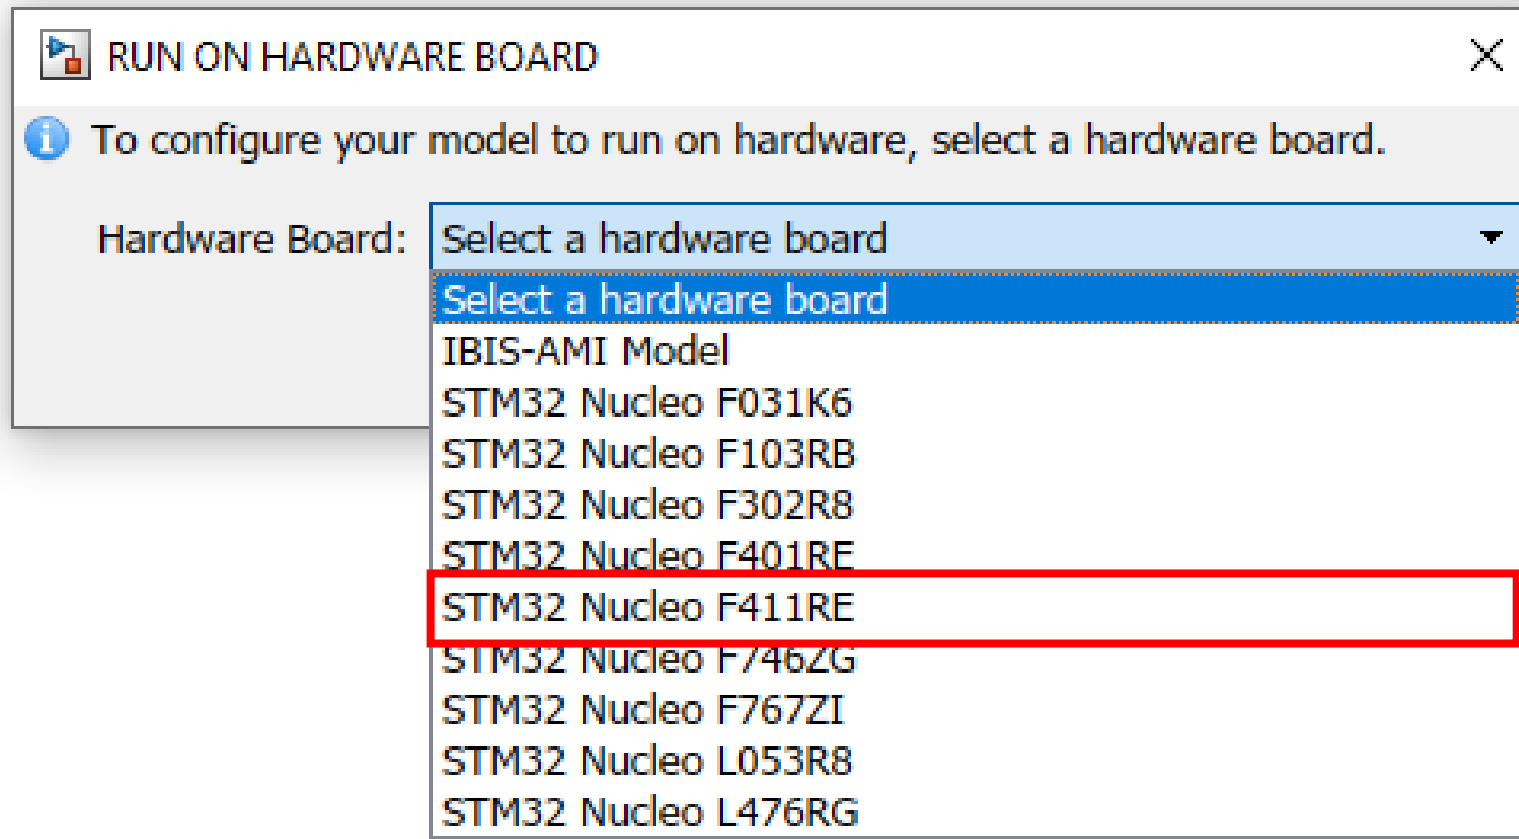 RUN ON HARDWARE BOARD
To configure your model to run on hardware, select a hardware board.
Hardware Board: Select a hardware board
Select a hardware board
IBIS-AMI Model
STM32 Nucleo F031K6
STM32 Nucleo F103RB
STM32 Nucleo F302R8
STM32 Nucleo F401RE
STM32 Nucleo F411RE
STM32 Nucleo F746ZG
STM32 Nucleo F767ZI
STM32 Nucleo L053R8
STM32 Nucleo L476RG